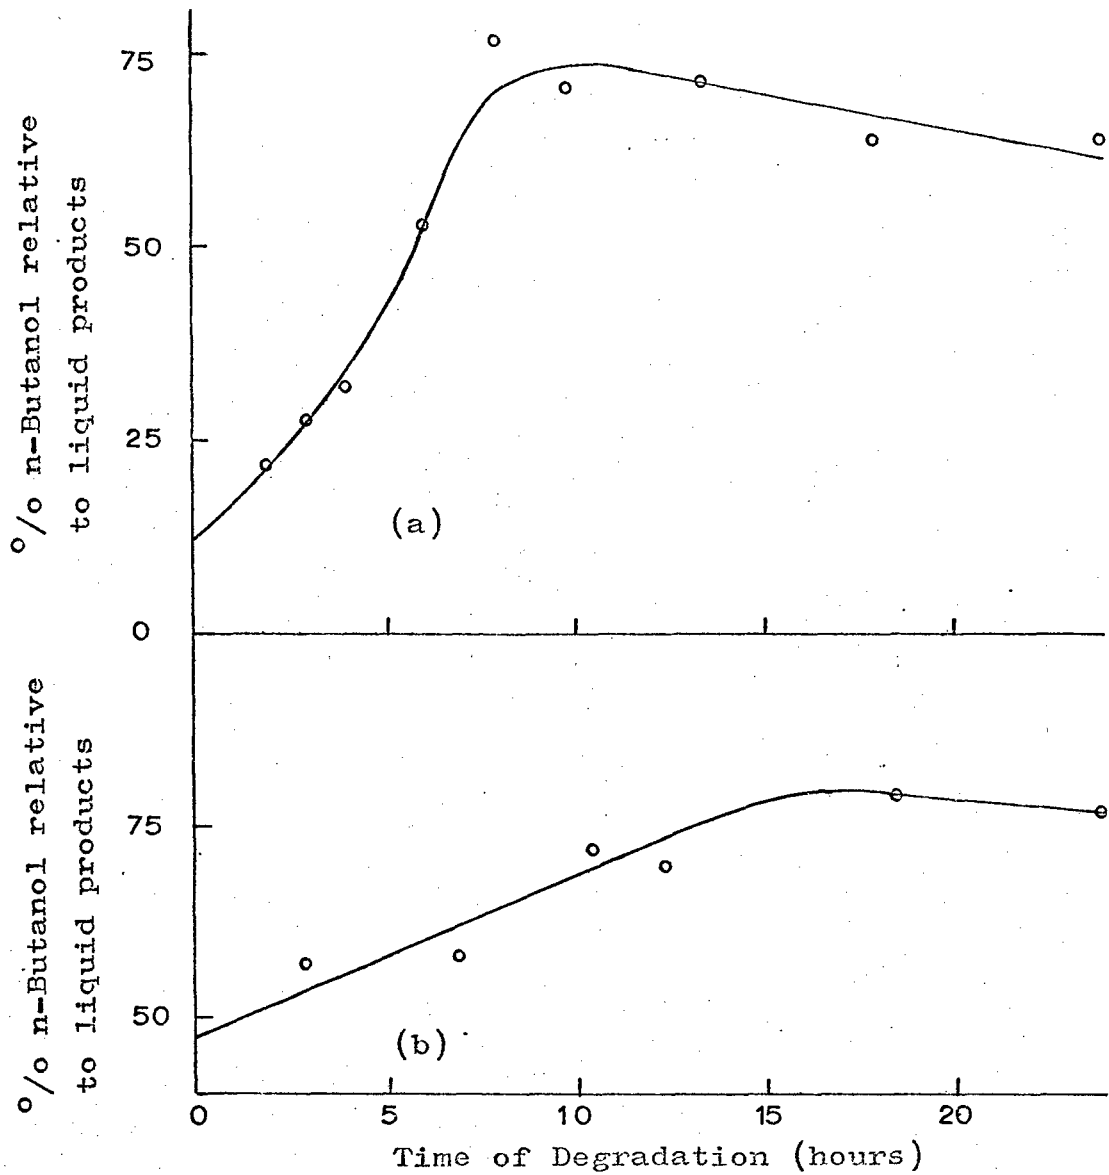 % n-Butanol relative
to liquid products
75
50
25
0
(a)
% n-Butanol relative
to liquid products
75
50
(b)
0 5 10 15 20
Time of Degradation (hours)